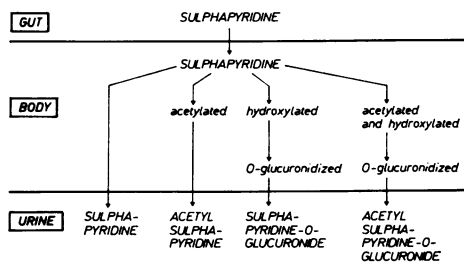 GUT
SULPHAPYRIDINE
SULPHAPYRIDINE
BODY
acetylated
hydroxylated
acetylated
and hydroxylated
O-glucuronidized
O-glucuronidized
URINE
SULPHA-
PYRIDINE
ACETYL
SULPHA-
PYRIDINE
SULPHA-
PYRIDINE-O-
GLUCURONIDE
ACETYL
SULPHA-
PYRIDINE-O-
GLUCURONIDE